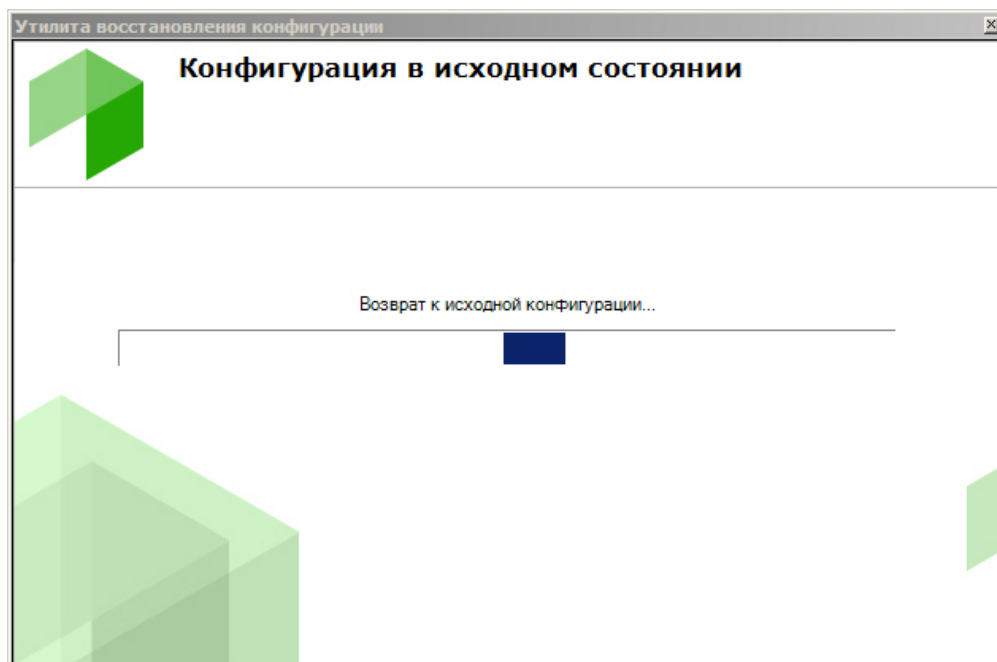 Утилита восстановления конфигурации
Конфигурация в исходном состоянии
Возврат к исходной конфигурации...